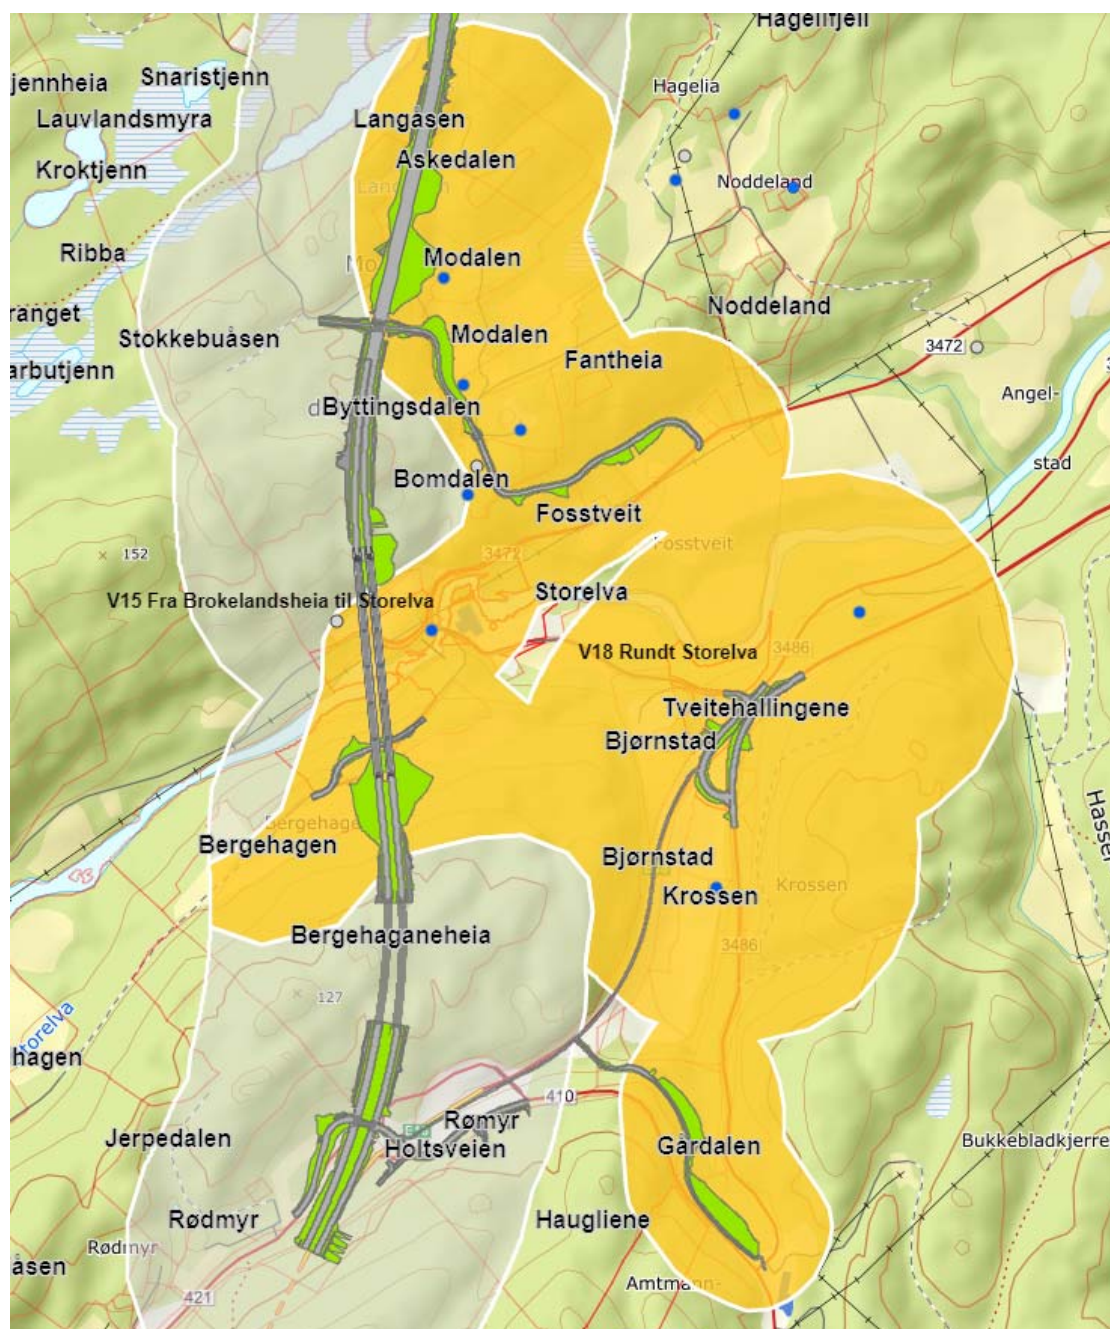 Hagelifjell
jennheia
Snaristjenn
Hagelia
Lauvlandsmyra
Langåsen
Kroktjenn
Askedalen
Noddeland
Ribba
Modalen
ranget
Noddeland
Stokkebuåsen
Modalen
Fantheia
3472
arbutjenn
Angel-
Byttingsdalen
stad
Bomdalen
Fosstveit
Fosstveit
3472
152
Storelva
V15 Fra Brokelandsheia til Storelva
V18 Rundt Storelva
3486
Tveitehallingene
Bjørnstad
Bergehagen
Bergehage
Hasse
Bjørnstad
Krossen
Krossen
Bergehaganeheia
3486
127
torelva
hagen
410
Rømyr
Jerpedalen
Holtsveien
Gårdalen
Bukkebladkjerre
Rødmyr
Haugliene
Rødmyr
åsen
Amtmann-
421